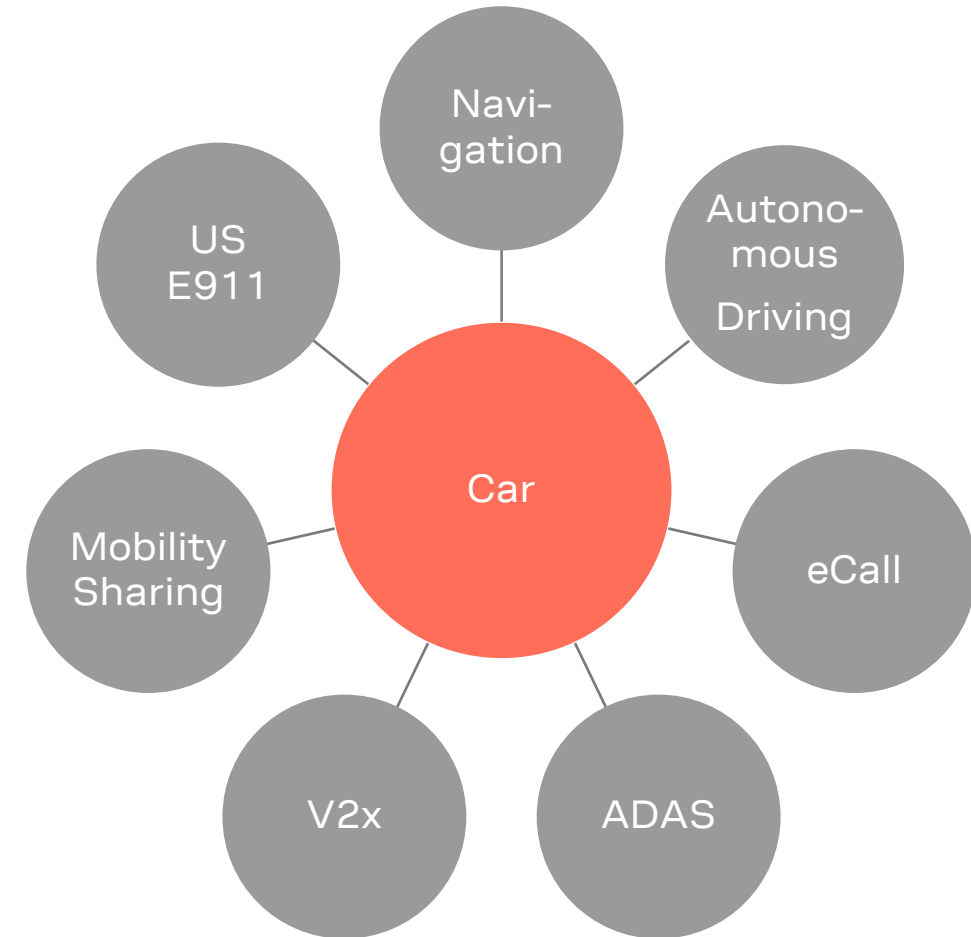 Navi-
gation
Autono-
mous
Driving
US
E911
Car
Mobility
Sharing
eCall
V2x
ADAS